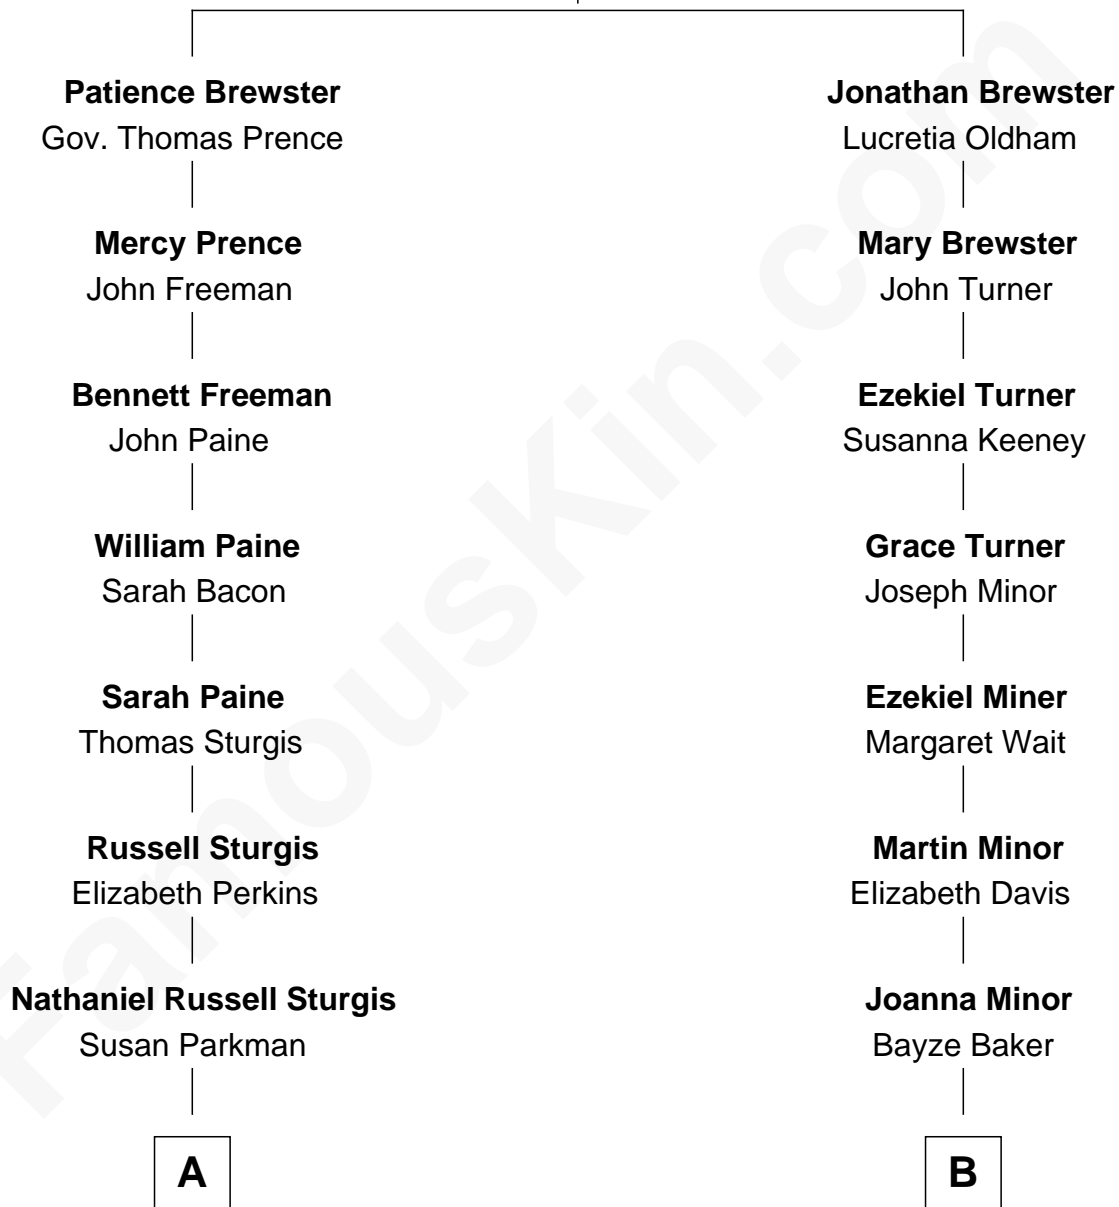 Patience Brewster
Gov. Thomas Prence
Mercy Prence
John Freeman
Bennett Freeman
John Paine
William Paine
Sarah Bacon
Sarah Paine
Thomas Sturgis
Russell Sturgis
Elizabeth Perkins
Nathaniel Russell Sturgis
Susan Parkman
A
Jonathan Brewster
Lucretia Oldham
Mary Brewster
John Turner
Ezekiel Turner
Susanna Keeney
Grace Turner
Joseph Minor
Ezekiel Miner
Margaret Wait
Martin Minor
Elizabeth Davis
Joanna Minor
Bayze Baker
B
FamousKin.com